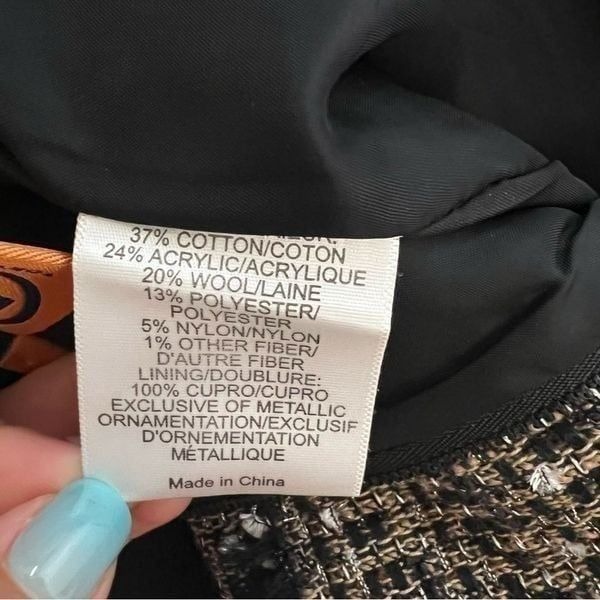 37% COTTON/COTON
24% ACRYLIC/ACRYLIQUE
20% WOOL/LAINE
13% POLYESTER/
POLYESTER
5% NYLON/NYLON
1% OTHER FIBER/
D'AUTRE FIBER
LINING/DOUBLURE:
100% CUPRO/CUPRO
EXCLUSIVE OF METALLIC
ORNAMENTATION/EXCLUSIF
D'ORNEMENTATION
MÉTALLIQUE
Made in China